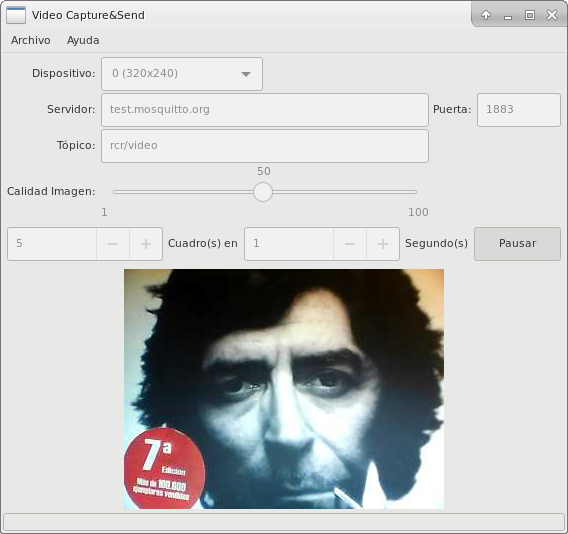 Video Capture&Send
Archivo Ayuda
Dispositivo: 0 (320x240)
Servidor: test.mosquitto.org Puerta: 1883
Tópico: rcr/video
50
Calidad Imagen:
1 100
5 Cuadro(s) en 1 Segundo(s) Pausar
7ª
Edicion
Más de 100.000
ejemplares vendidos